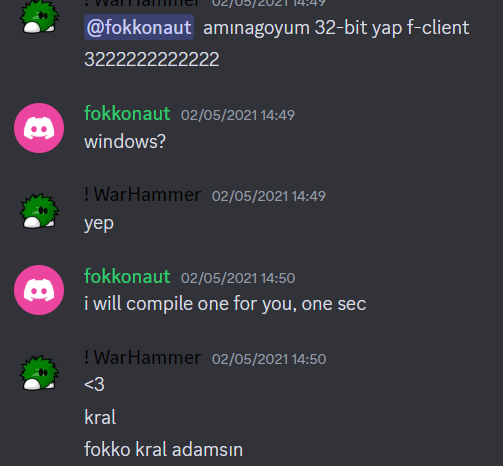 ! WarHammer 02/05/2021 14:49
@fokkonaut amınagoyum 32-bit yap f-client
3222222222222
fokkonaut 02/05/2021 14:49
windows?
! WarHammer 02/05/2021 14:49
yep
fokkonaut 02/05/2021 14:50
i will compile one for you, one sec
! WarHammer 02/05/2021 14:50
<3
kral
fokko kral adamsın